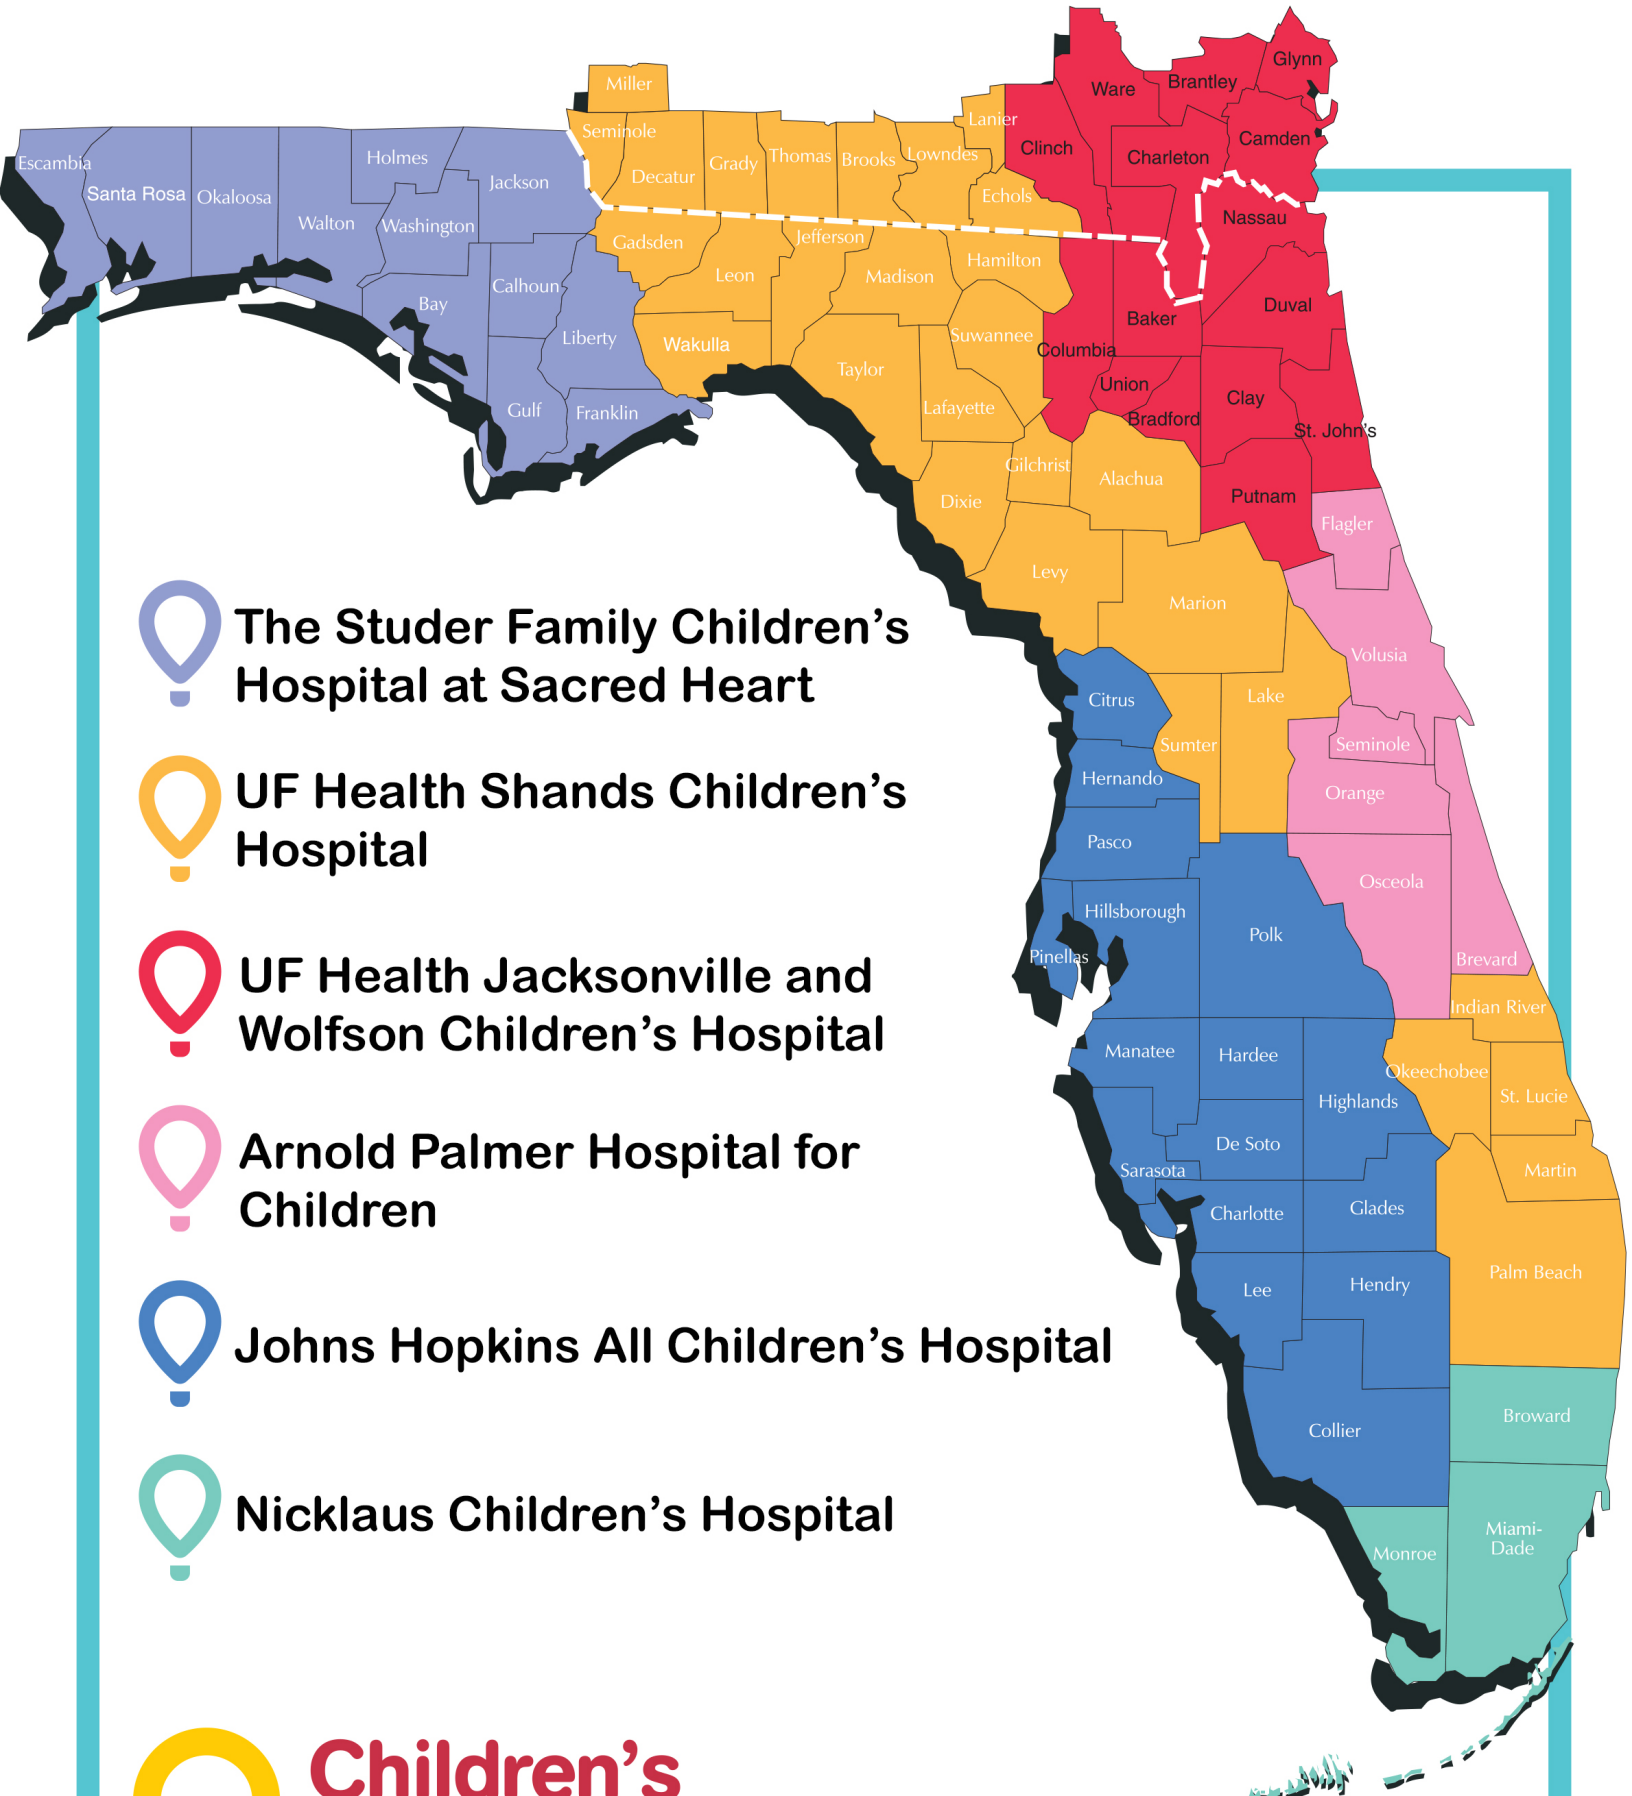 Glynn
Miller
Ware
Brantley
Lanier
Seminole
Camden
Clinch
Escambia
Holmes
Decatur
Grady
Thomas
Brooks
Lowndes
Charleton
Santa Rosa
Okaloosa
Jackson
Echols
Nassau
Walton
Washington
Gadsden
Jefferson
Hamilton
Leon
Madison
Calhoun
Bay
Duval
Baker
Liberty
Wakulla
Suwannee
Columbia
Taylor
Union
Clay
Gulf
Franklin
Lafayette
Bradford
St. John's
Gilchrist
Alachua
Putnam
Dixie
Flagler
Levy
Marion
Volusia
Citrus
Lake
Sumter
Seminole
Hernando
Orange
Pasco
Osceola
Hillsborough
Polk
Pinellas
Brevard
Indian River
Manatee
Hardee
Okeechobee
Highlands
St. Lucie
De Soto
Sarasota
Martin
Charlotte
Glades
Palm Beach
Lee
Hendry
Broward
Collier
Miami-
Dade
Monroe
The Studer Family Children's
Hospital at Sacred Heart
UF Health Shands Children's
Hospital
UF Health Jacksonville and
Wolfson Children's Hospital
Arnold Palmer Hospital for
Children
Johns Hopkins All Children's Hospital
Nicklaus Children's Hospital
Children's